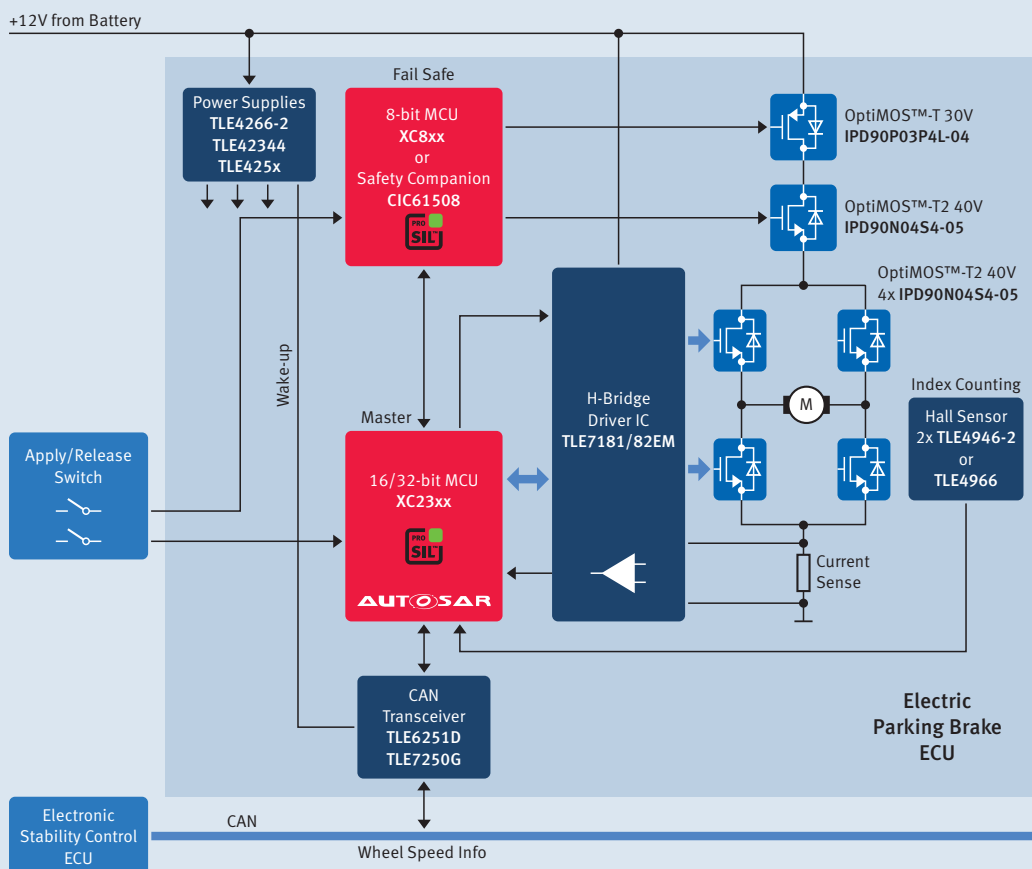 +12V from Battery
Power Supplies
TLE4266-2
TLE42344
TLE425x
Fail Safe
8-bit MCU
XC8xx
or
Safety Companion
CIC61508
PRO
SIL™
OptiMOS™-T 30V
IPD90P03P4L-04
OptiMOS™-T2 40V
IPD90N04S4-05
OptiMOS™-T2 40V
4x IPD90N04S4-05
Wake-up
H-Bridge
Driver IC
TLE7181/82EM
M
Index Counting
Hall Sensor
2x TLE4946-2
or
TLE4966
Apply/Release
Switch
Master
16/32-bit MCU
XC23xx
PRO
SIL™
AUTOSAR
Current
Sense
CAN
Transceiver
TLE6251D
TLE7250G
Electric
Parking Brake
ECU
Electronic
Stability Control
ECU
CAN
Wheel Speed Info